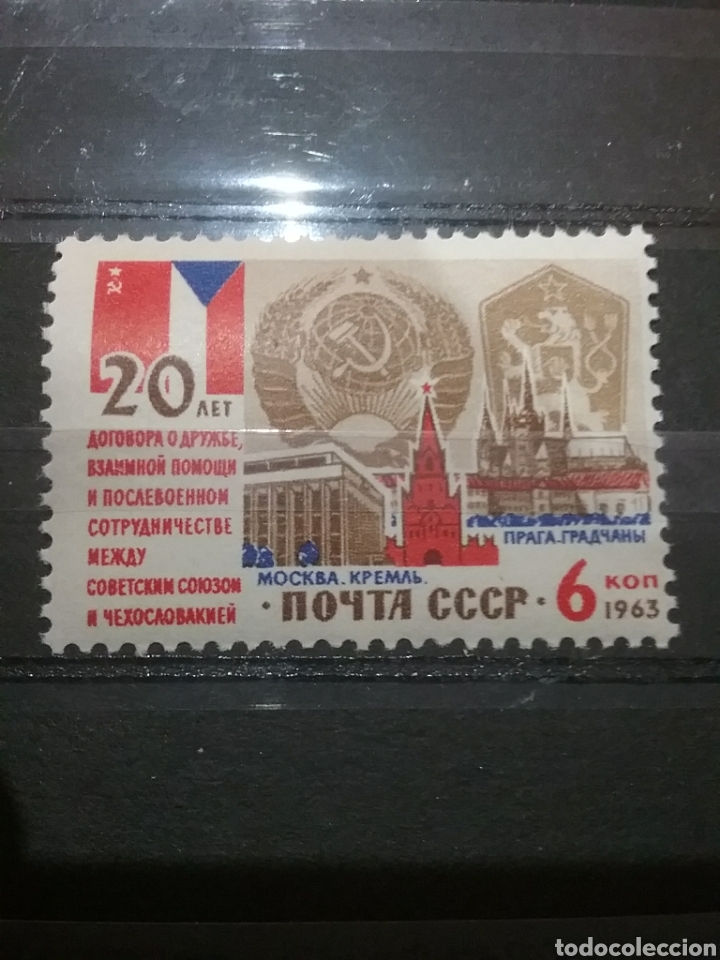 20 ЛЕТ
ДОГОВОРА О ДРУЖБЕ,
ВЗАИМНОЙ ПОМОЩИ
И ПОСЛЕВОЕННОМ
СОТРУДНИЧЕСТВЕ
МЕЖДУ
СОВЕТСКИМ СОЮЗОМ
И ЧЕХОСЛОВАКИЕЙ
ПРАГА.ГРАДЧАНЫ
МОСКВА.КРЕМЛЬ.
• ПОЧТА СССР • 6 КОП
1963
todocoleccion